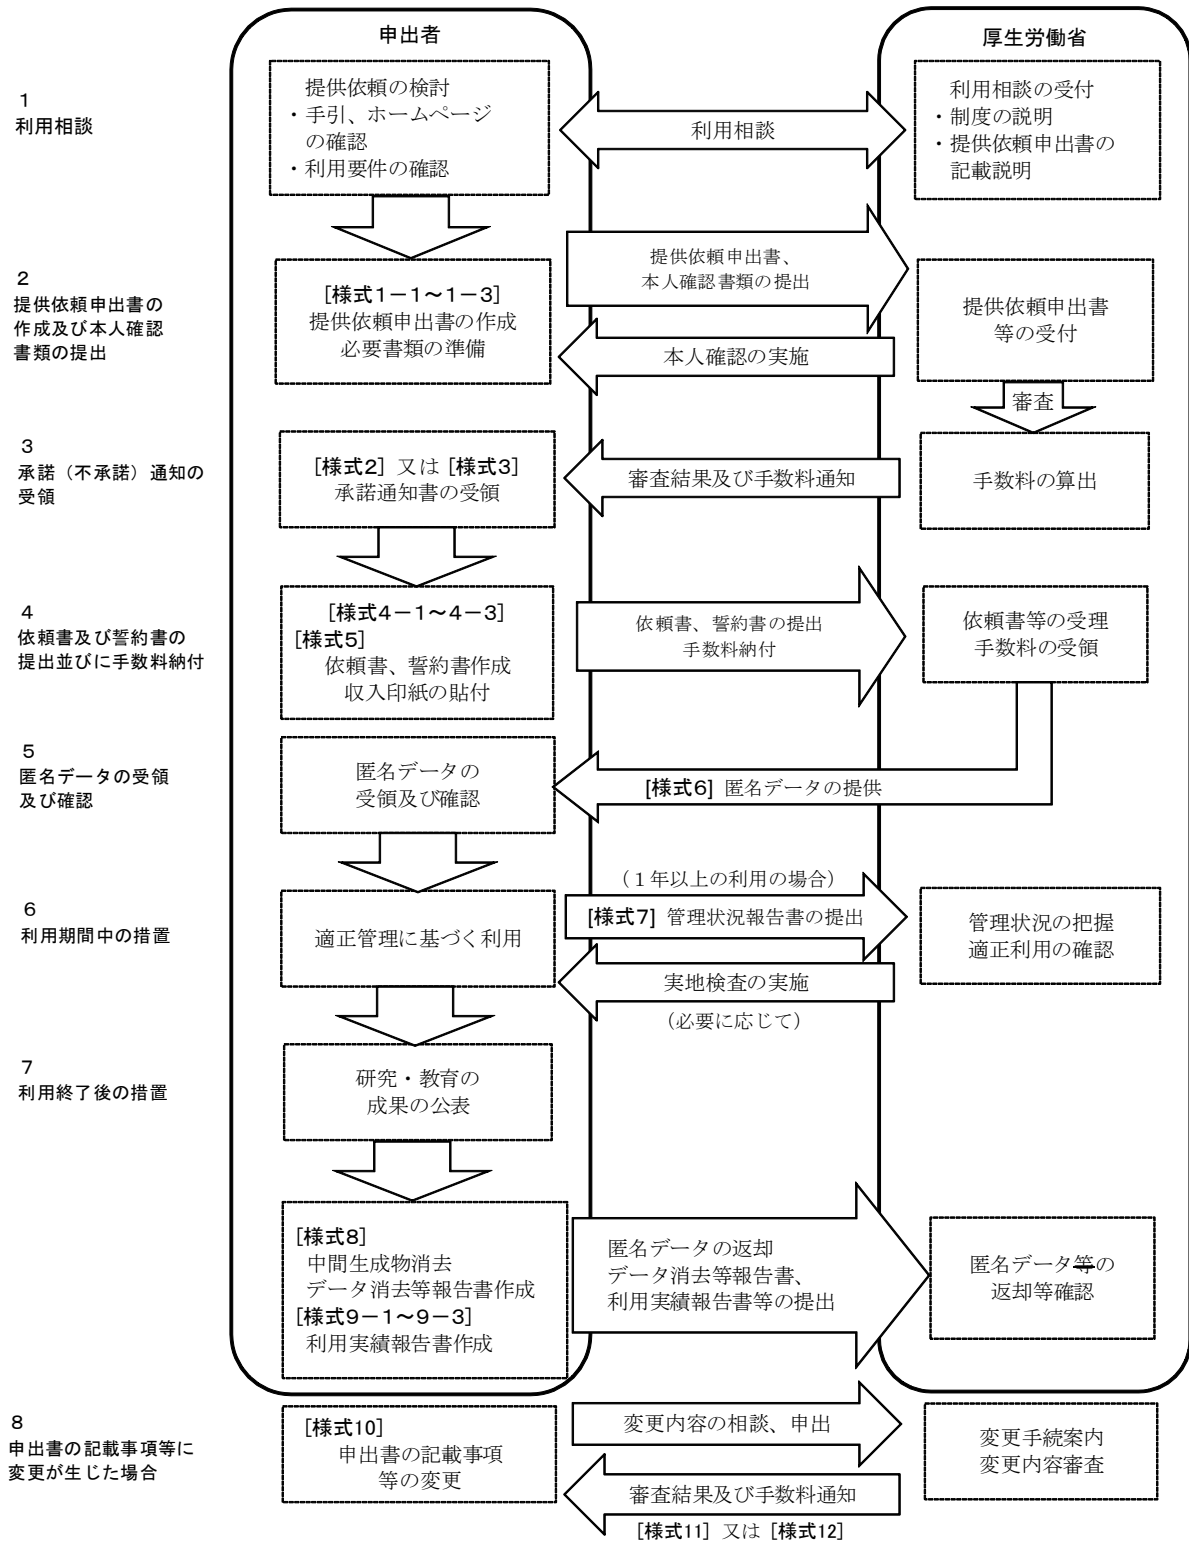 申出者
厚生労働省
1
利用相談
提供依頼の検討
・手引、ホームページ
の確認
・利用要件の確認
利用相談
利用相談の受付
・制度の説明
・提供依頼申出書の
記載説明
2
提供依頼申出書の
作成及び本人確認
書類の提出
[様式1-1~1-3]
提供依頼申出書の作成
必要書類の準備
提供依頼申出書、
本人確認書類の提出
本人確認の実施
提供依頼申出書
等の受付
審査
3
承諾（不承諾）通知の
受領
[様式2] 又は [様式3]
承諾通知書の受領
審査結果及び手数料通知
手数料の算出
4
依頼書及び誓約書の
提出並びに手数料納付
[様式4-1~4-3]
[様式5]
依頼書、誓約書作成
収入印紙の貼付
依頼書、誓約書の提出
手数料納付
依頼書等の受理
手数料の受領
5
匿名データの受領
及び確認
匿名データの
受領及び確認
[様式6] 匿名データの提供
6
利用期間中の措置
適正管理に基づく利用
（１年以上の利用の場合）
[様式7] 管理状況報告書の提出
実地検査の実施
（必要に応じて）
管理状況の把握
適正利用の確認
7
利用終了後の措置
研究・教育の
成果の公表
[様式8]
中間生成物消去
データ消去等報告書作成
[様式9-1~9-3]
利用実績報告書作成
匿名データの返却
データ消去等報告書、
利用実績報告書等の提出
匿名データ等の
返却等確認
8
申出書の記載事項等に
変更が生じた場合
[様式10]
申出書の記載事項
等の変更
変更内容の相談、申出
審査結果及び手数料通知
[様式11] 又は [様式12]
変更手続案内
変更内容審査